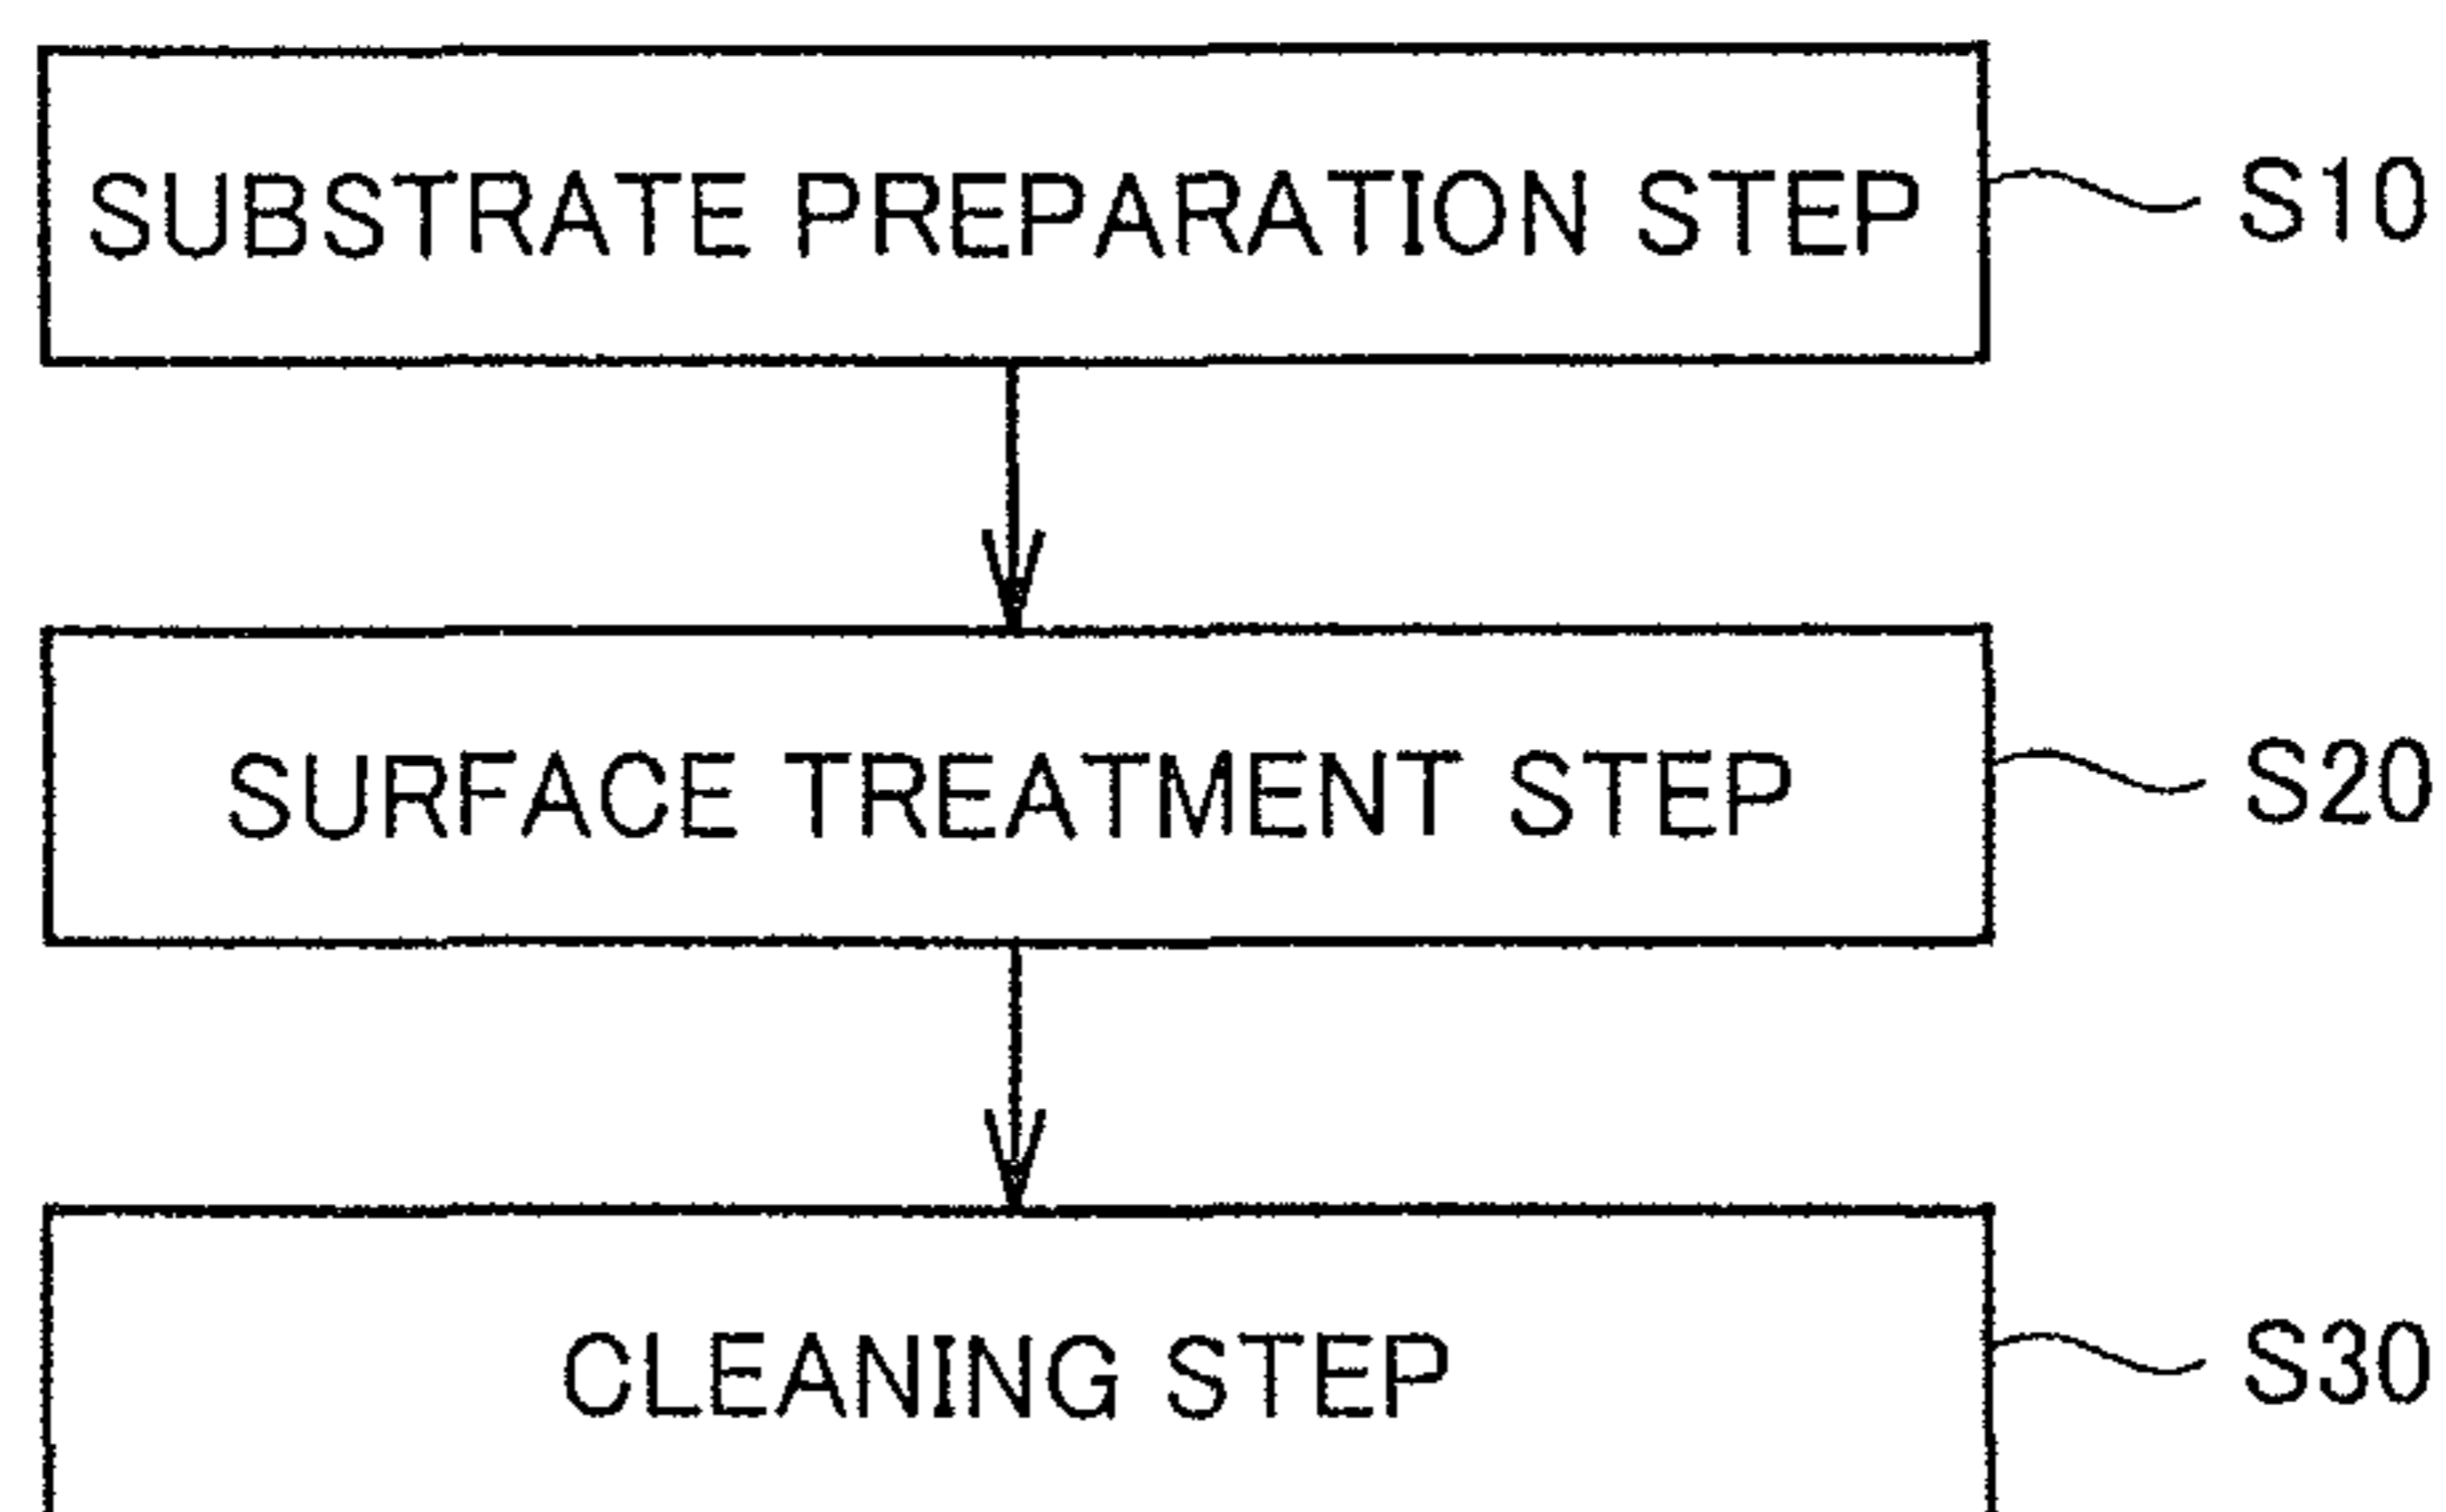 SUBSTRATE PREPARATION STEP S10
SURFACE TREATMENT STEP S20
CLEANING STEP S30